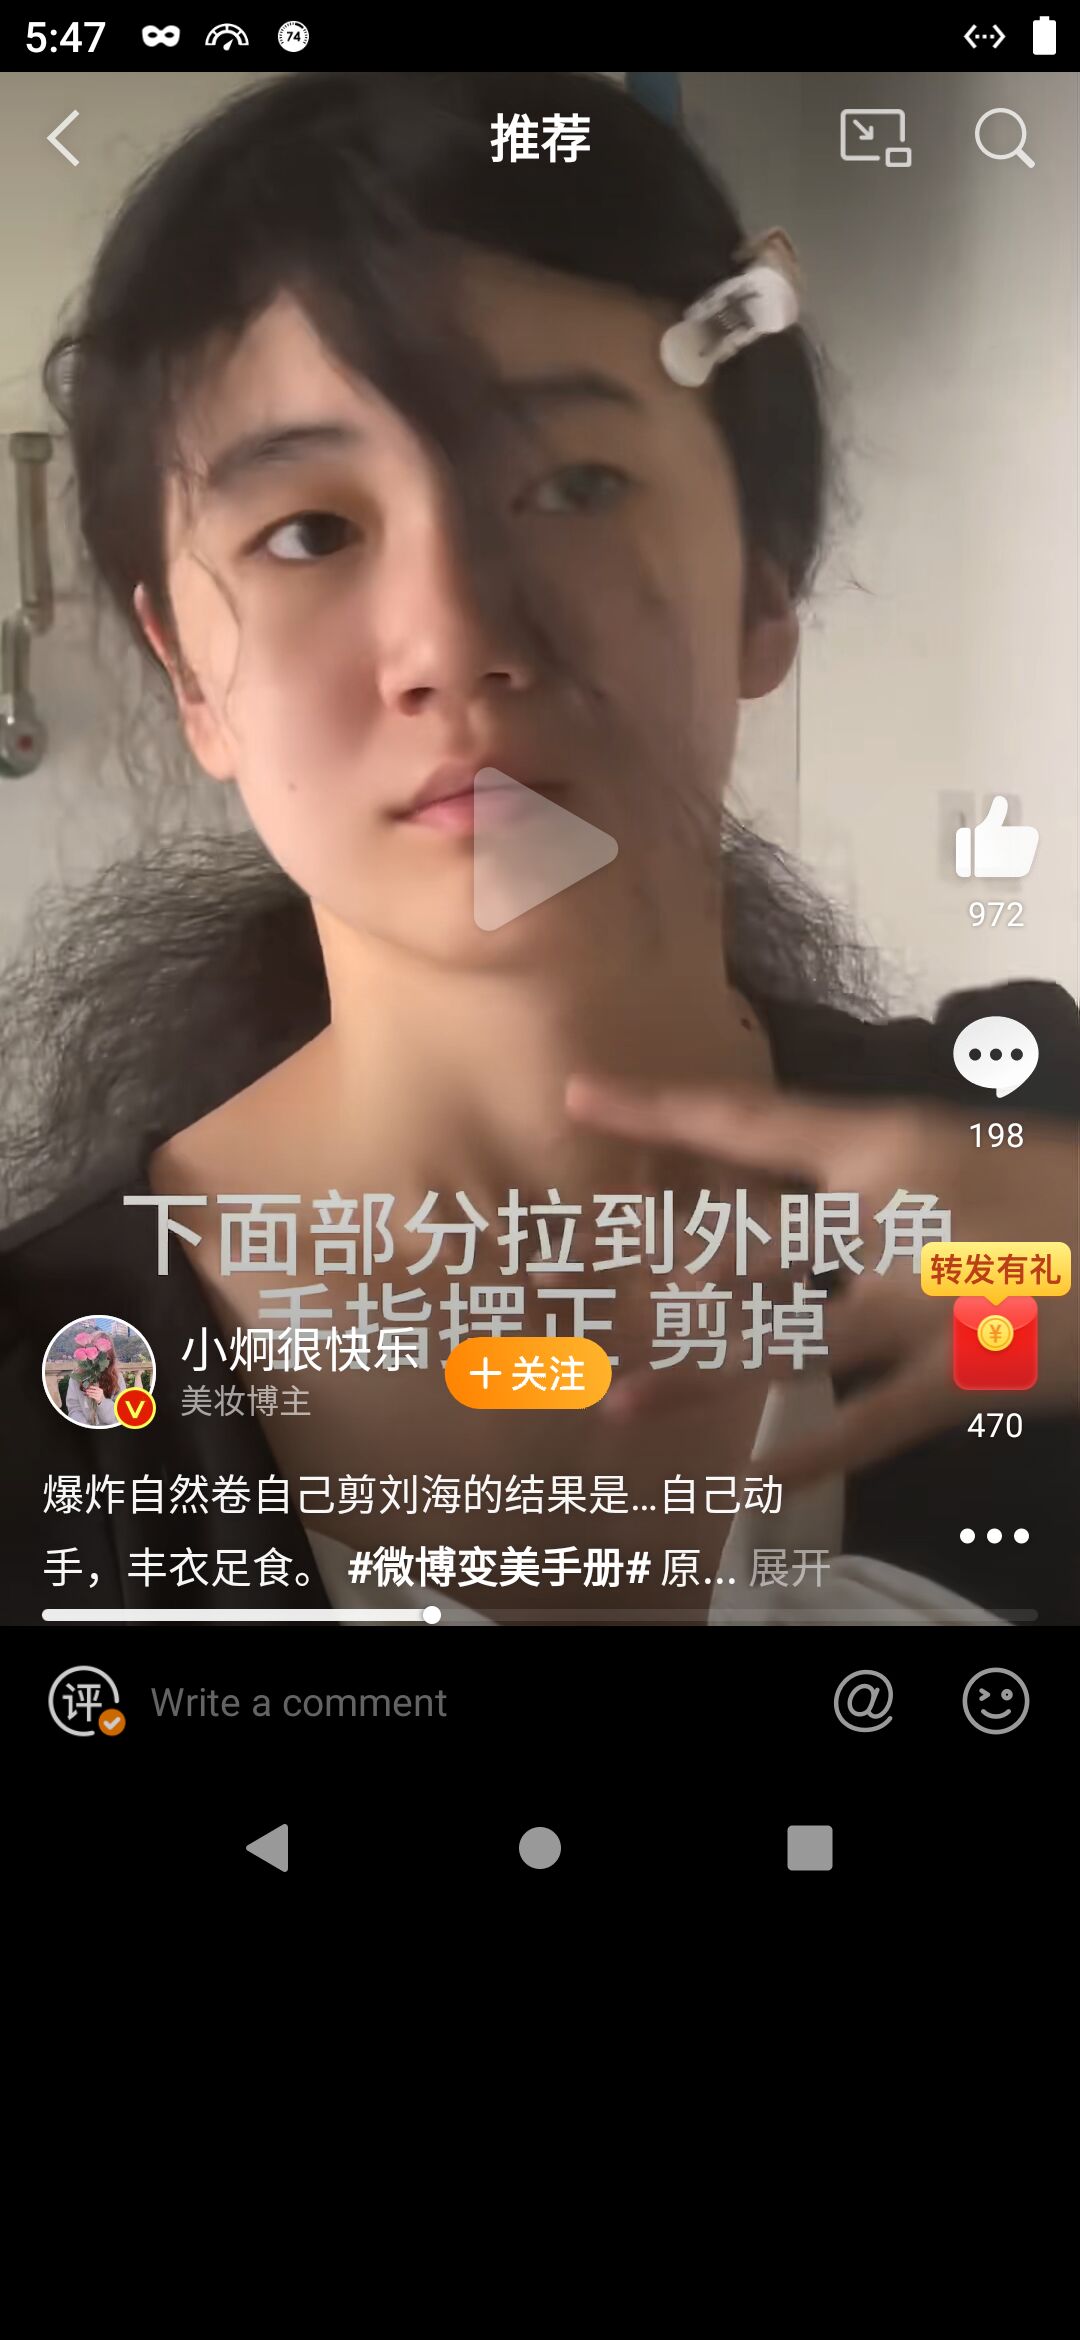 5:47
74
推荐
972
198
下面部分拉到外眼角
手指摆正 剪掉
转发有礼
小炯很快乐
+关注
美妆博主
470
爆炸自然卷自己剪刘海的结果是...自己动
手，丰衣足食。 #微博变美手册# 原... 展开
评
Write a comment